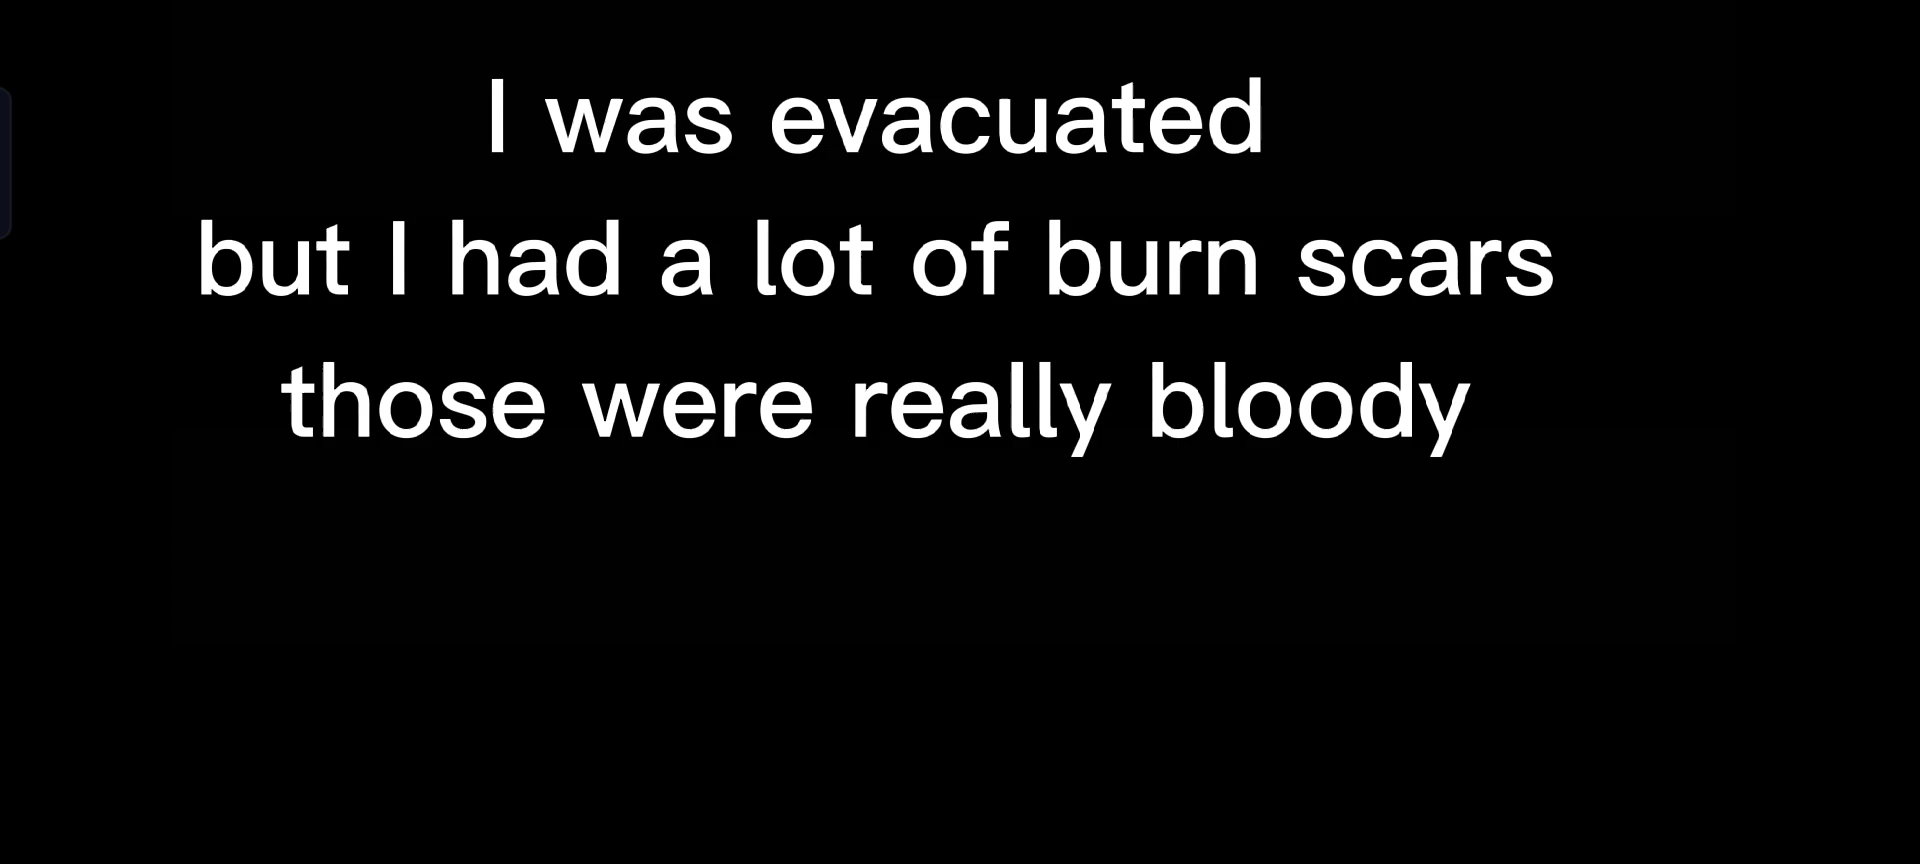 I was evacuated
but I had a lot of burn scars
those were really bloody